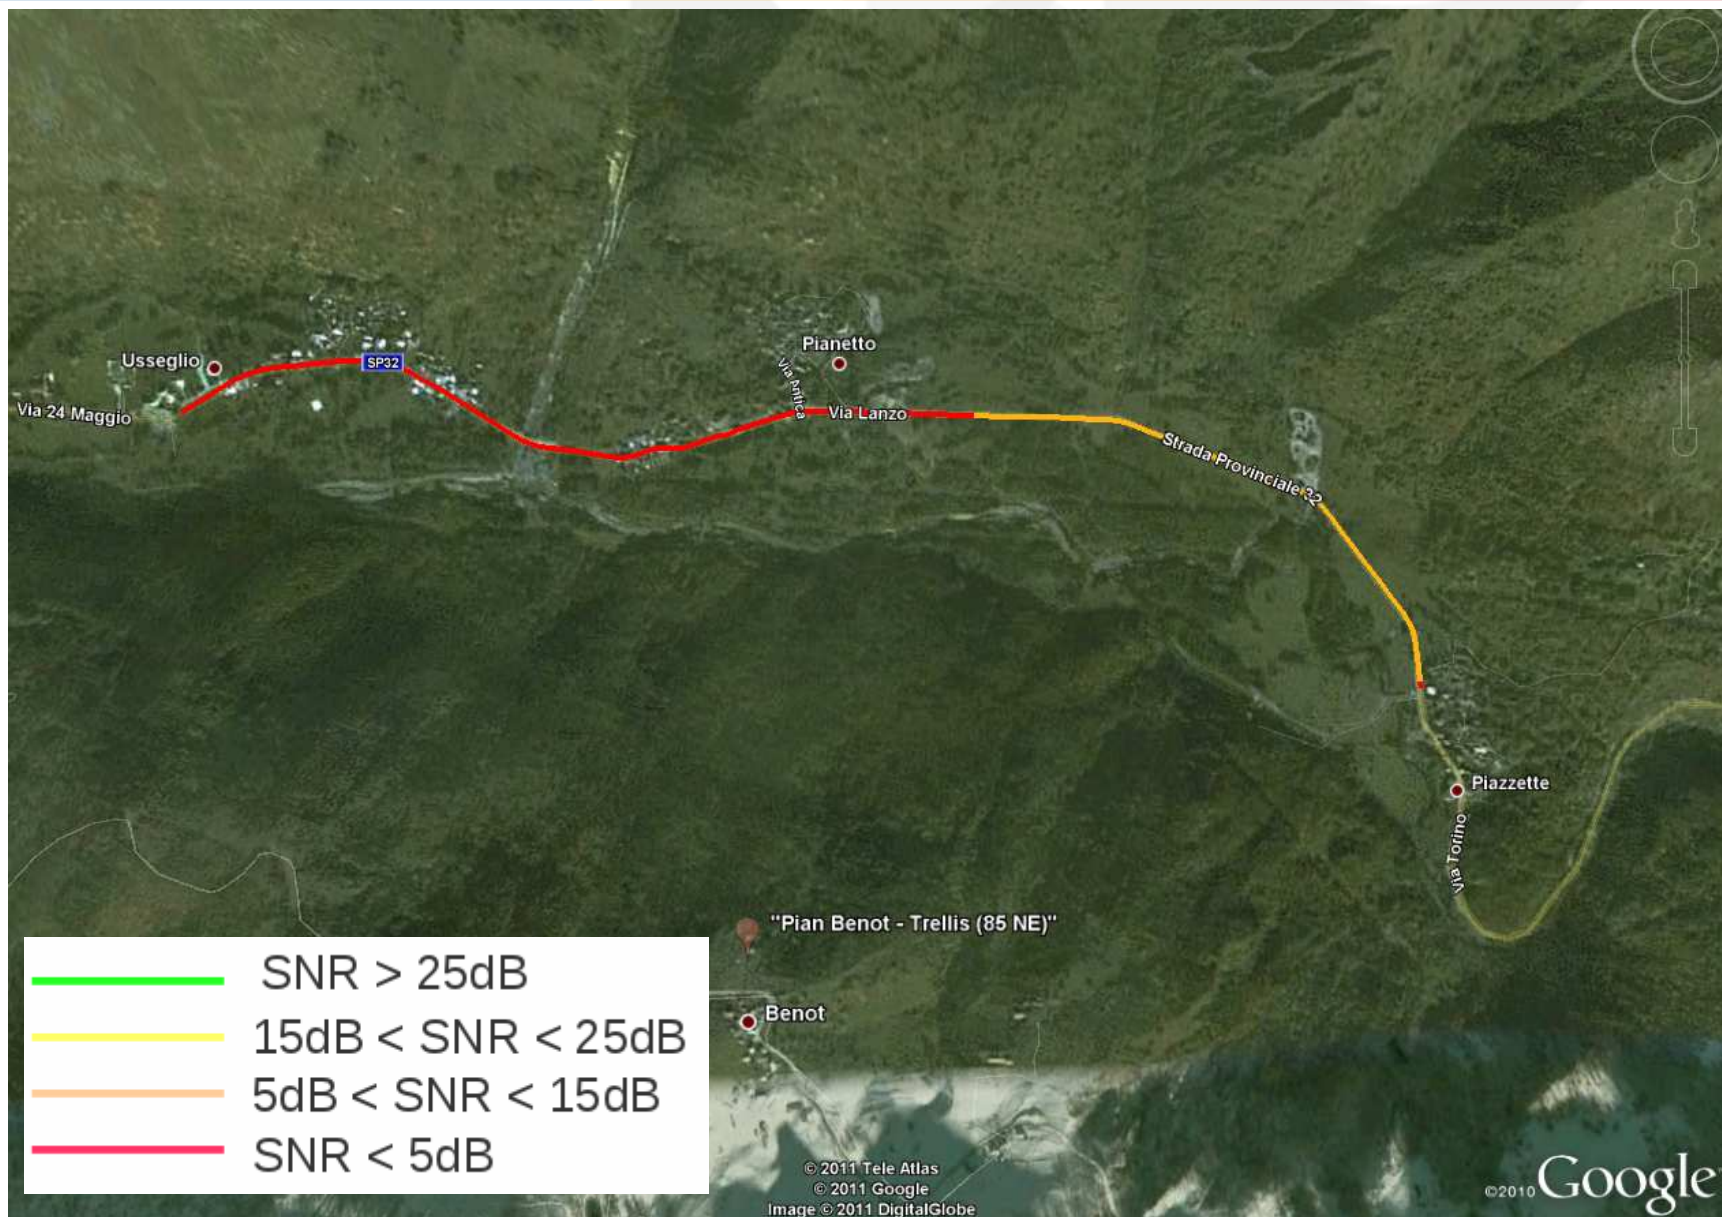 Pianetto
Usseglio
SP32
Via Antica
Via 24 Maggio
Via Lanzo
Strada Provinciale 32
Piazzette
Via Torino
"Pian Benot - Trellis (85 NE)"
Benot
SNR > 25dB
15dB < SNR < 25dB
5dB < SNR < 15dB
SNR < 5dB
© 2011 Tele Atlas
© 2011 Google
Image © 2011 DigitalGlobe
©2010 Google